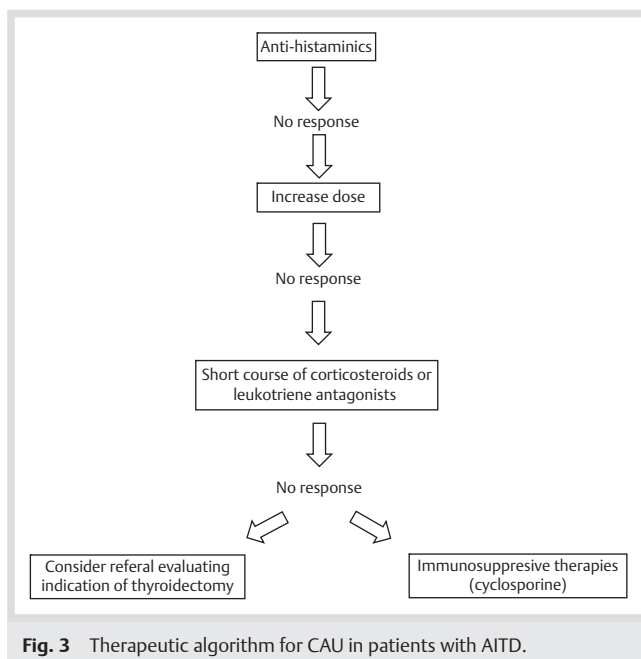 Anti-histaminics
No response
Increase dose
No response
Short course of corticosteroids or
leukotriene antagonists
No response
Consider referal evaluating
indication of thyroidectomy
Immunosuppresive therapies
(cyclosporine)
Fig. 3 Therapeutic algorithm for CAU in patients with AITD.